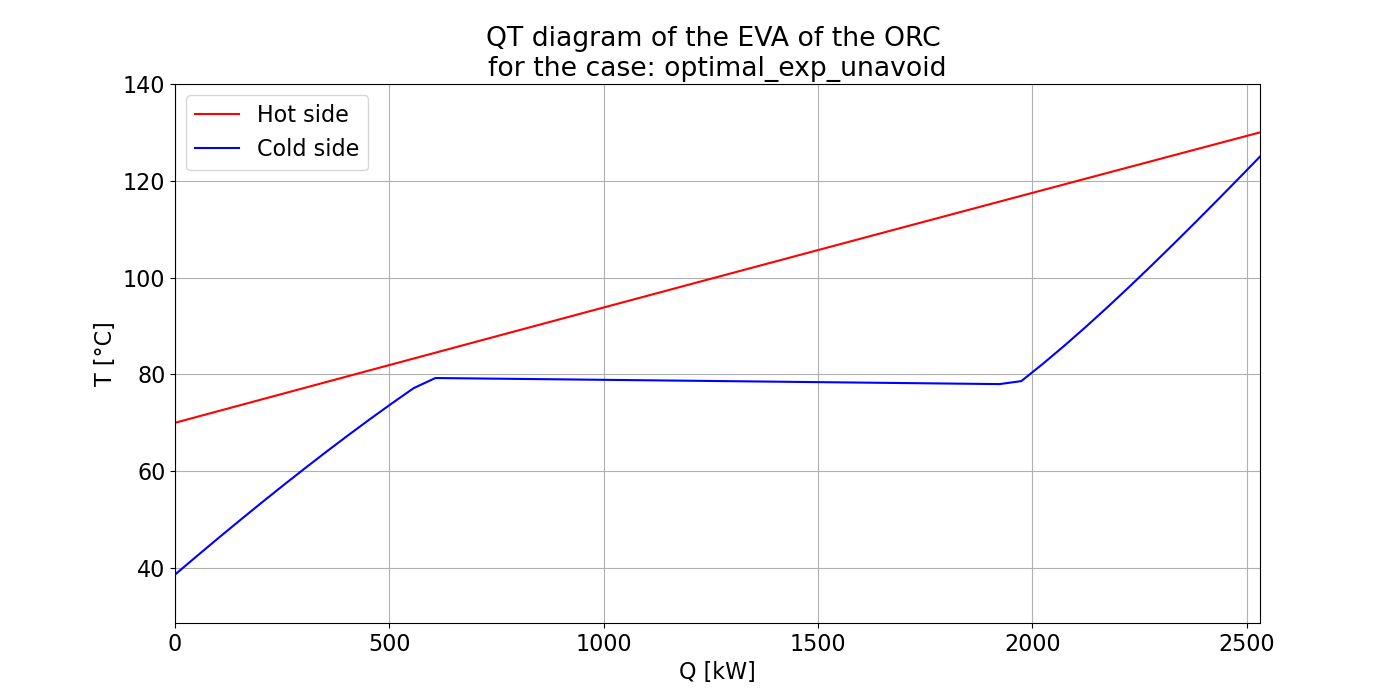 QT diagram of the EVA of the ORC
for the case: optimal_exp_unavoid
Hot side
Cold side
140
120
100
80
60
40
T [°C]
0
500
1000
1500
2000
2500
Q [kW]